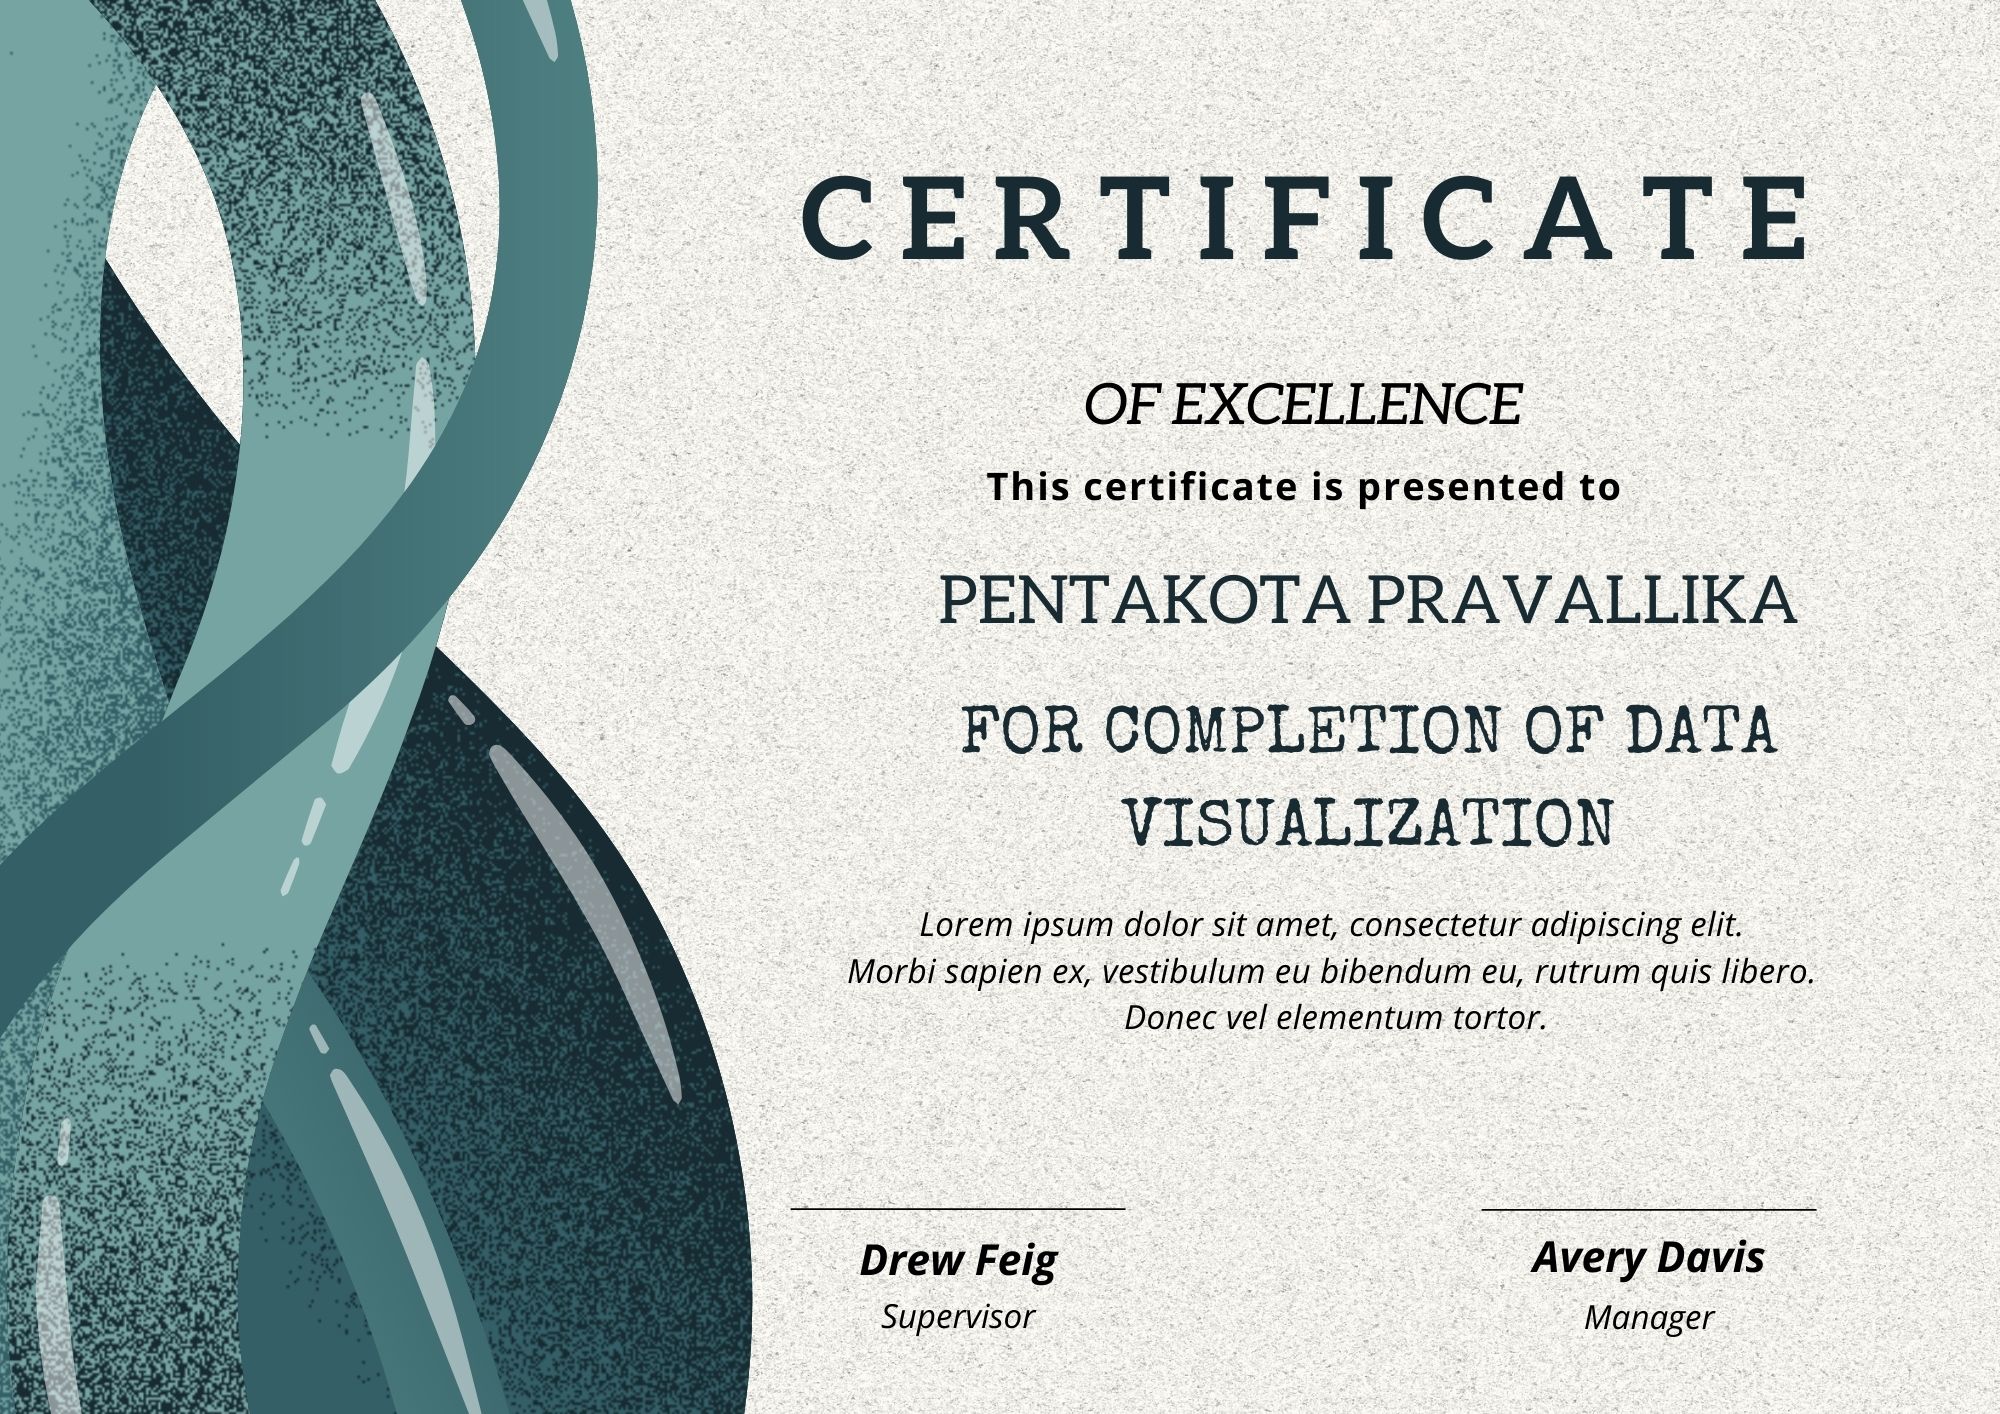 CERTIFICATE
OF EXCELLENCE
This certificate is presented to
PENTAKOTA PRAVALLIKA
FOR COMPLETION OF DATA
VISUALIZATION
Lorem ipsum dolor sit amet, consectetur adipiscing elit.
Morbi sapien ex, vestibulum eu bibendum eu, rutrum quis libero.
Donec vel elementum tortor.
Drew Feig
Supervisor
Avery Davis
Manager